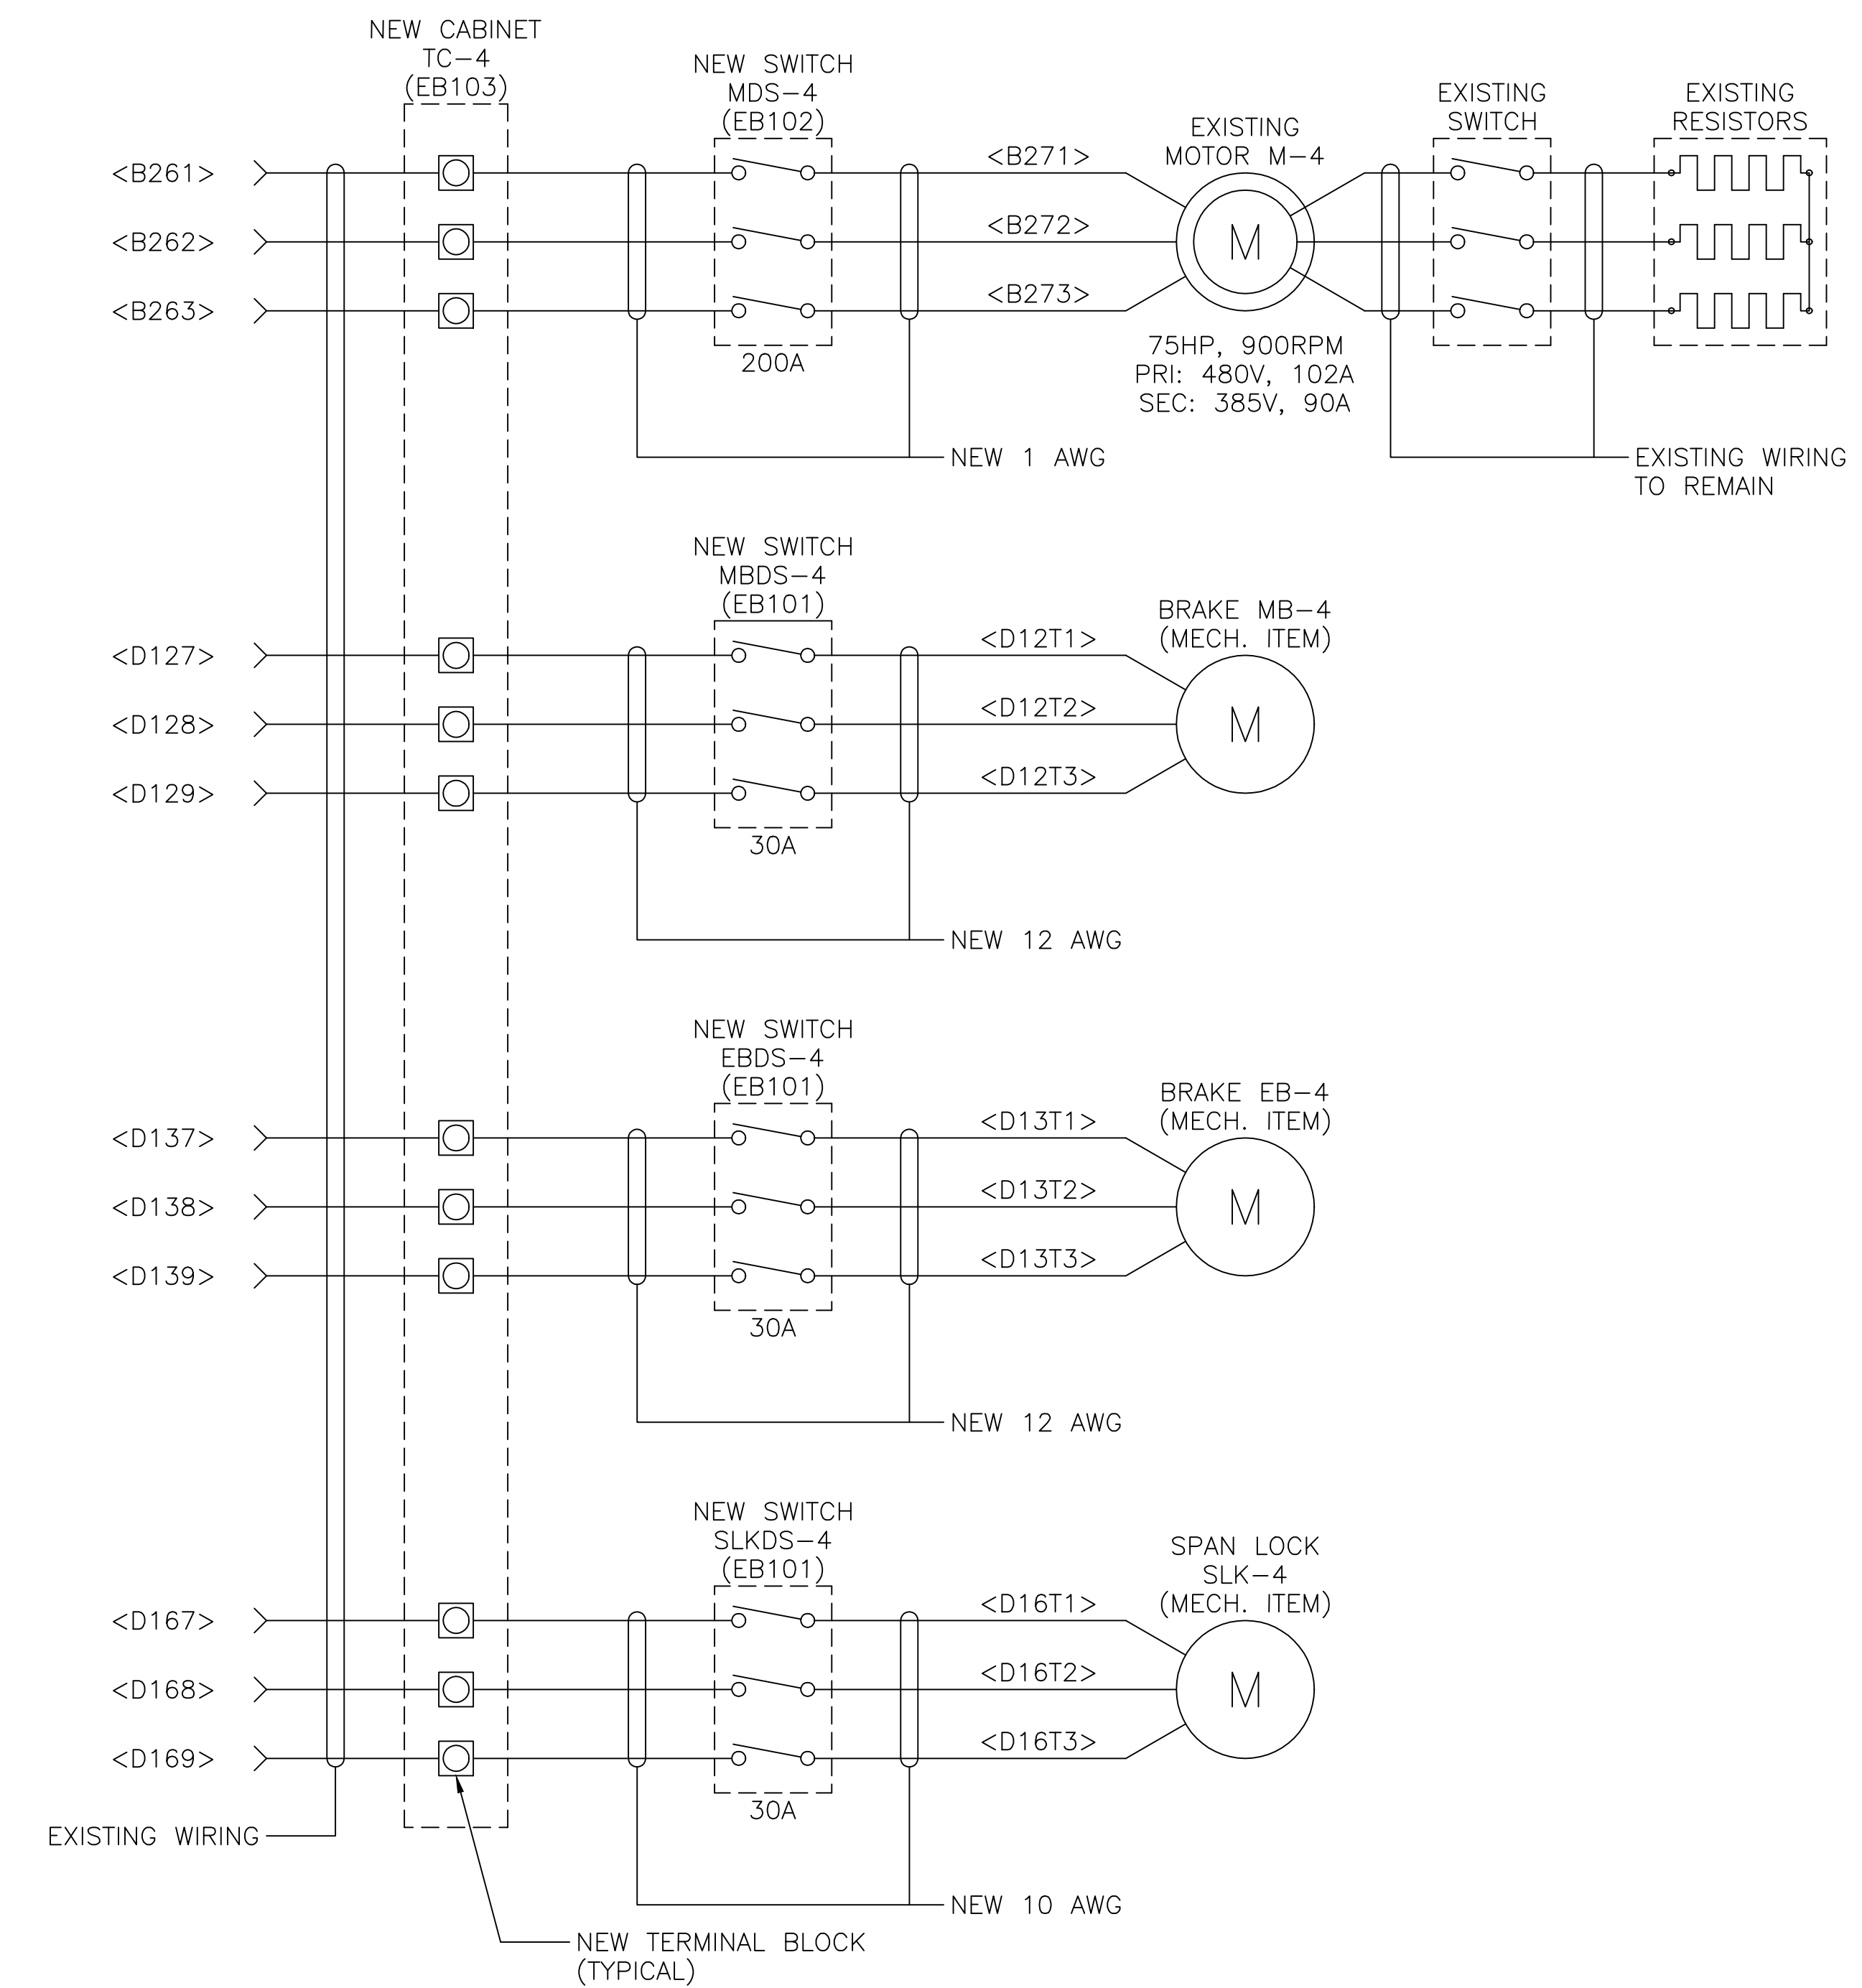 NEW CABINET
TC-4
(EB103)
NEW SWITCH
MDS-4
(EB102)
EXISTING
MOTOR M-4
EXISTING
SWITCH
EXISTING
RESISTORS
<B261>
<B262>
<B263>
<B271>
<B272>
<B273>
M
200A
75HP, 900RPM
PRI: 480V, 102A
SEC: 385V, 90A
NEW 1 AWG
EXISTING WIRING
TO REMAIN
NEW SWITCH
MBDS-4
(EB101)
BRAKE MB-4
(MECH. ITEM)
<D127>
<D128>
<D129>
<D12T1>
<D12T2>
<D12T3>
M
30A
NEW 12 AWG
NEW SWITCH
EBDS-4
(EB101)
BRAKE EB-4
(MECH. ITEM)
<D137>
<D138>
<D139>
<D13T1>
<D13T2>
<D13T3>
M
30A
NEW 12 AWG
NEW SWITCH
SLKDS-4
(EB101)
SPAN LOCK
SLK-4
(MECH. ITEM)
<D167>
<D168>
<D169>
<D16T1>
<D16T2>
<D16T3>
M
30A
EXISTING WIRING
NEW 10 AWG
NEW TERMINAL BLOCK
(TYPICAL)